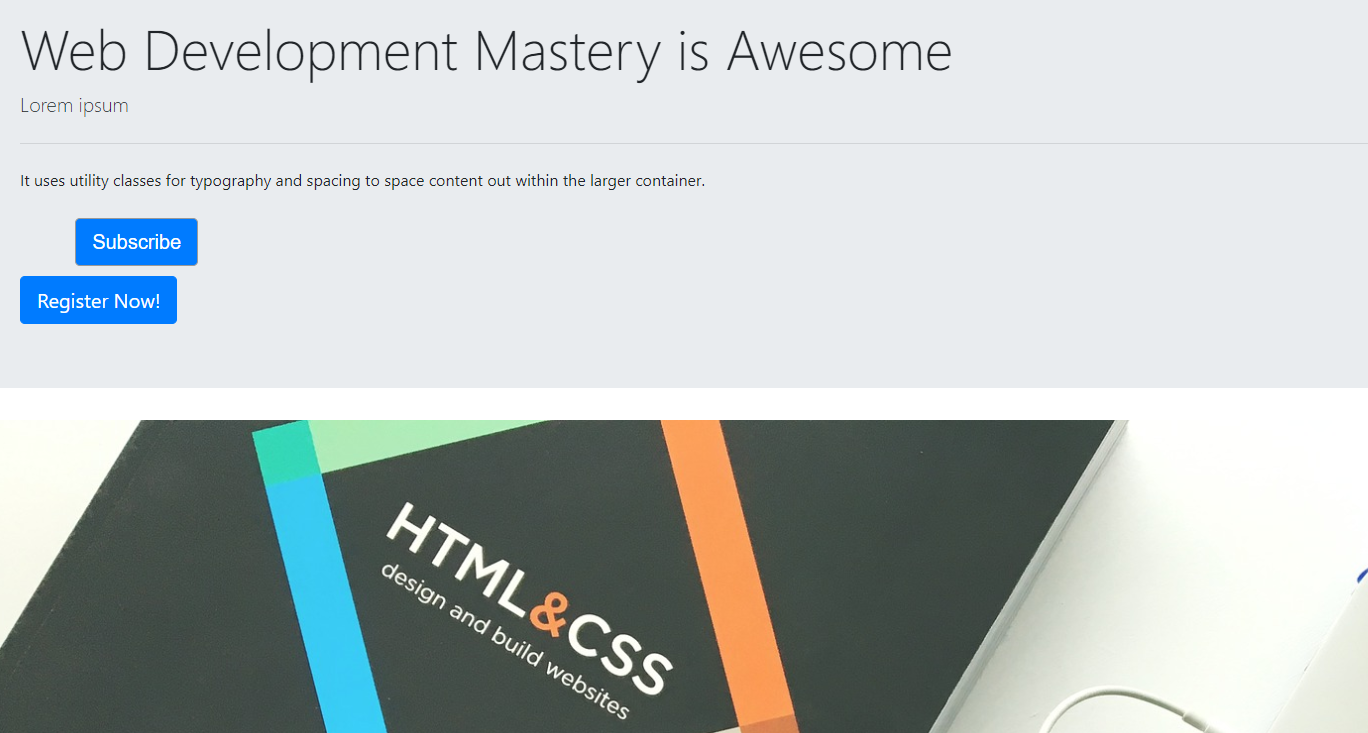 Web Development Mastery is Awesome
Lorem ipsum
It uses utility classes for typography and spacing to space content out within the larger container.
Subscribe
Register Now!
HTML&CSS
design and build websites